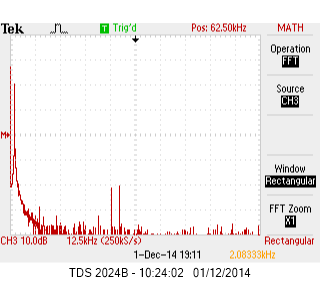 Tek T Trig'd Pos: 62.50kHz MATH
Operation
FFT
Source
CH3
M
Window
Rectangular
FFT Zoom
X1
CH3 10.0dB 12.5kHz (250kS/s) Rectangular
1-Dec-14 19:11 2.08333kHz
TDS 2024B - 10:24:02 01/12/2014